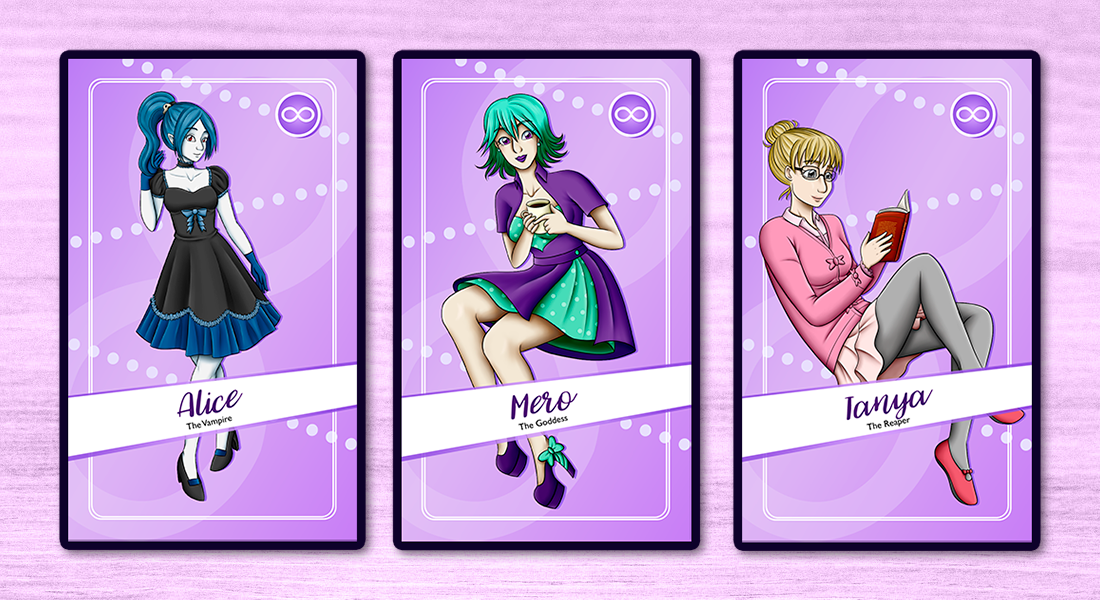 Alice
The Vampire
Mero
The Goddess
Tanya
The Reaper